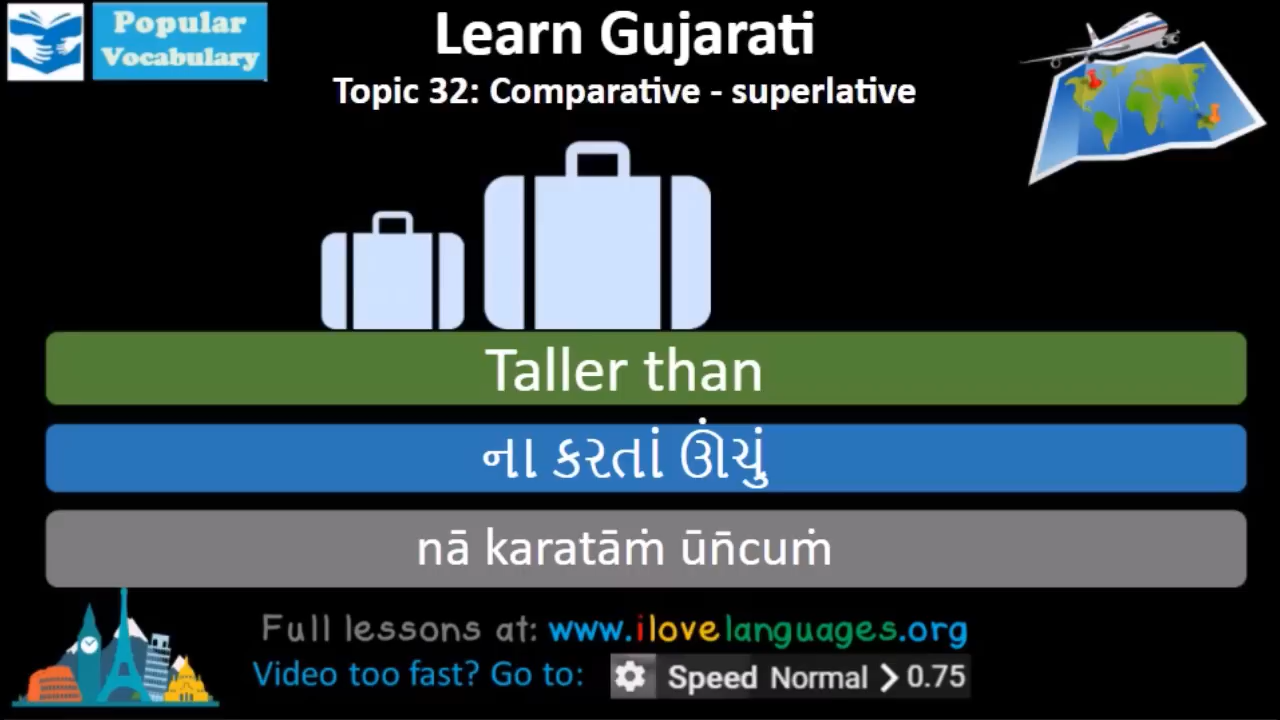 Popular
Vocabulary
Learn Gujarati
Topic 32: Comparative - superlative
Taller than
ના કરતાં ઊંચું
nā karatāṁ ūn̄cuṁ
Full lessons at: www.ilovelanguages.org
Video too fast? Go to: Speed Normal > 0.75